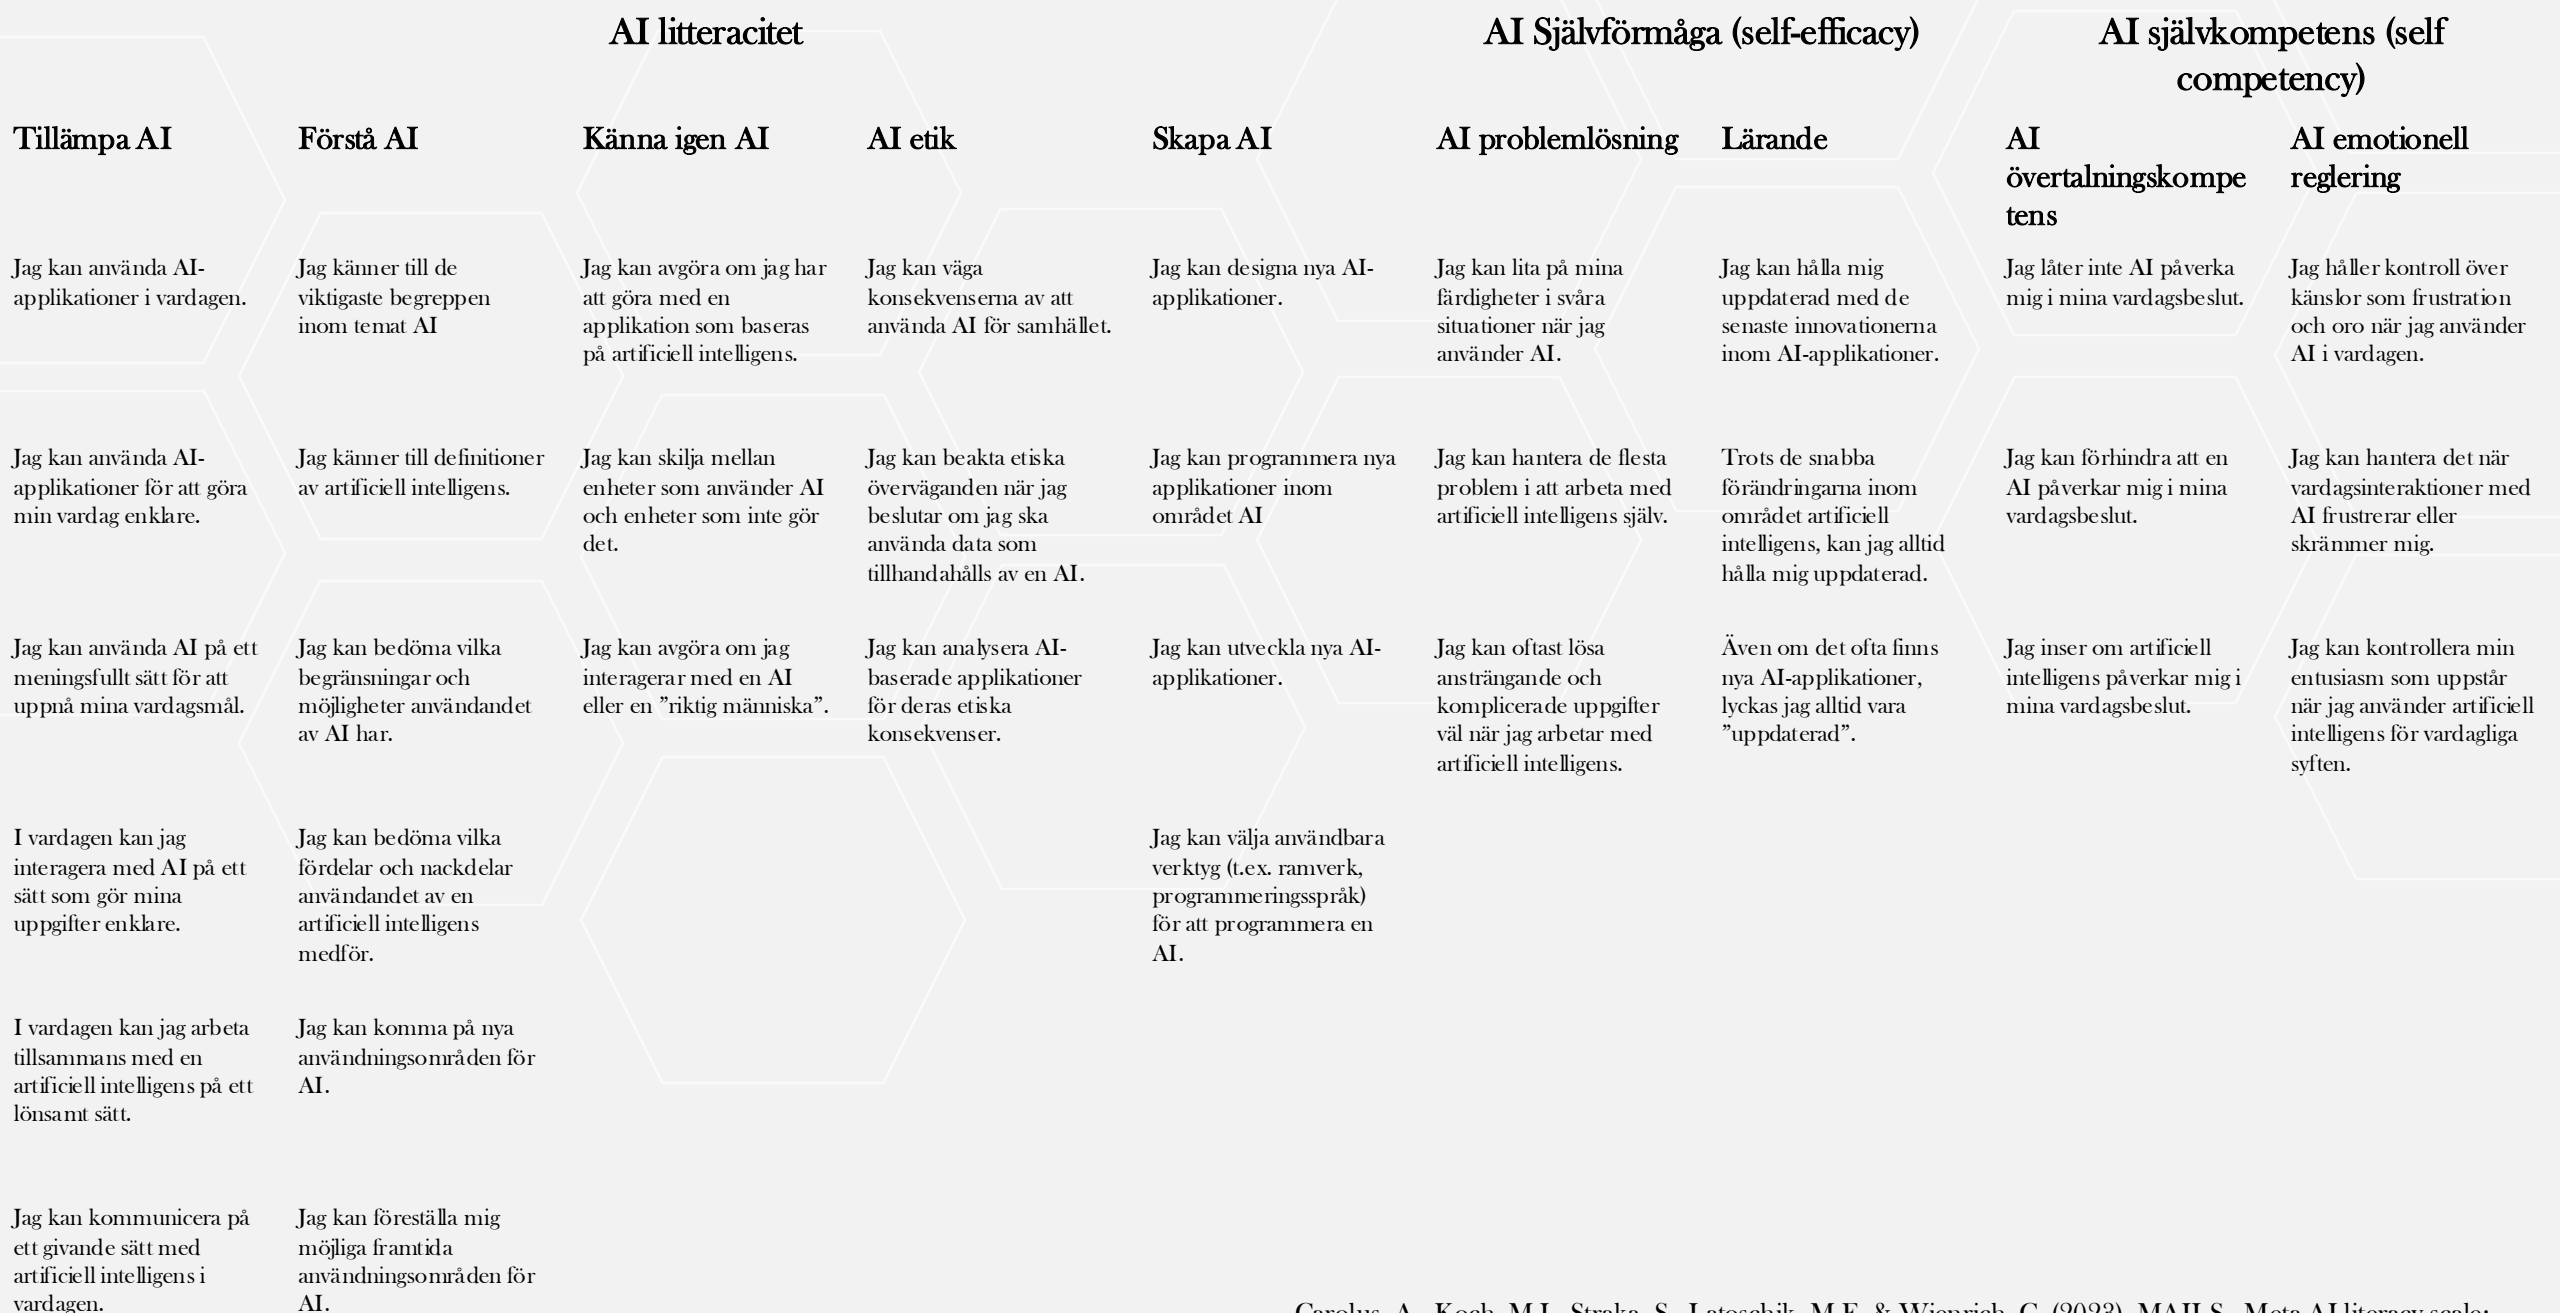 AI litteracitet
AI Självförmåga (self-efficacy)
AI självkompetens (self
competency)
Tillämpa AI
Förstå AI
Känna igen AI
AI etik
Skapa AI
AI problemlösning
Lärande
AI
övertalningskompe
tens
AI emotionell
reglering
Jag kan använda AI-
applikationer i vardagen.
Jag känner till de
viktigaste begreppen
inom temat AI
Jag kan avgöra om jag har
att göra med en
applikation som baseras
på artificiell intelligens.
Jag kan väga
konsekvenserna av att
använda AI för samhället.
Jag kan designa nya AI-
applikationer.
Jag kan lita på mina
färdigheter i svåra
situationer när jag
använder AI.
Jag kan hålla mig
uppdaterad med de
senaste innovationerna
inom AI-applikationer.
Jag låter inte AI påverka
mig i mina vardagsbeslut.
Jag håller kontroll över
känslor som frustration
och oro när jag använder
AI i vardagen.
Jag kan använda AI-
applikationer för att göra
min vardag enklare.
Jag känner till definitioner
av artificiell intelligens.
Jag kan skilja mellan
enheter som använder AI
och enheter som inte gör
det.
Jag kan beakta etiska
överväganden när jag
beslutar om jag ska
använda data som
tillhandahålls av en AI.
Jag kan programmera nya
applikationer inom
området AI
Jag kan hantera de flesta
problem i att arbeta med
artificiell intelligens själv.
Trots de snabba
förändringarna inom
området artificiell
intelligens, kan jag alltid
hålla mig uppdaterad.
Jag kan förhindra att en
AI påverkar mig i mina
vardagsbeslut.
Jag kan hantera det när
vardagsinteraktioner med
AI frustrerar eller
skrämmer mig.
Jag kan använda AI på ett
meningsfullt sätt för att
uppnå mina vardagsmål.
Jag kan bedöma vilka
begränsningar och
möjligheter användandet
av AI har.
Jag kan avgöra om jag
interagerar med en AI
eller en ”riktig människa”.
Jag kan analysera AI-
baserade applikationer
för deras etiska
konsekvenser.
Jag kan utveckla nya AI-
applikationer.
Jag kan oftast lösa
ansträngande och
komplicerade uppgifter
väl när jag arbetar med
artificiell intelligens.
Även om det ofta finns
nya AI-applikationer,
lyckas jag alltid vara
”uppdaterad”.
Jag inser om artificiell
intelligens påverkar mig i
mina vardagsbeslut.
Jag kan kontrollera min
entusiasm som uppstår
när jag använder artificiell
intelligens för vardagliga
syften.
I vardagen kan jag
interagera med AI på ett
sätt som gör mina
uppgifter enklare.
Jag kan bedöma vilka
fördelar och nackdelar
användandet av en
artificiell intelligens
medför.
Jag kan välja användbara
verktyg (t.ex. ramverk,
programmeringsspråk)
för att programmera en
AI.
I vardagen kan jag arbeta
tillsammans med en
artificiell intelligens på ett
lönsamt sätt.
Jag kan komma på nya
användningsområden för
AI.
Jag kan kommunicera på
ett givande sätt med
artificiell intelligens i
vardagen.
Jag kan föreställa mig
möjliga framtida
användningsområden för
AI.
Carolus, A., Koch, M.J., Straka, S., Latoschik, M.E. & Wienrich, C. (2023). MAILS - Meta AI literacy scale: